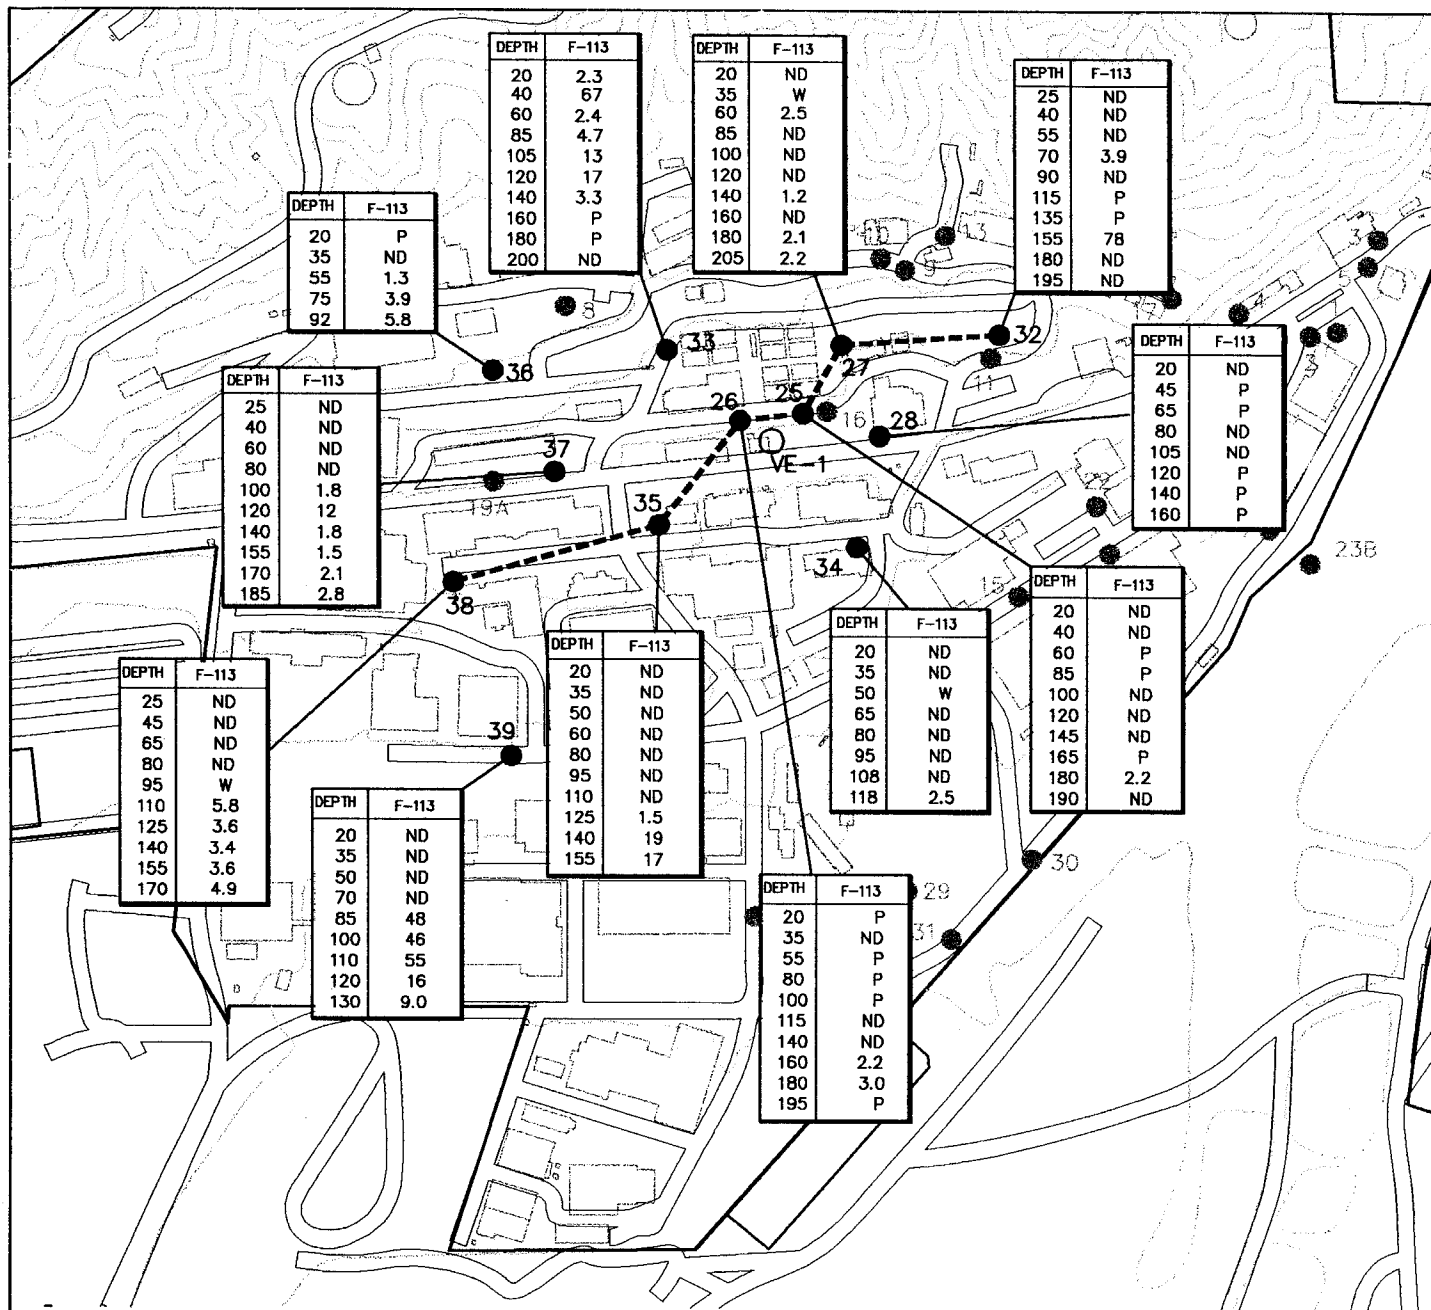 DEPTH F-113
20 2.3
40 67
60 2.4
85 4.7
105 13
120 17
140 3.3
160 P
180 P
200 ND
DEPTH F-113
20 ND
35 W
60 2.5
85 ND
100 ND
120 ND
140 1.2
160 ND
180 2.1
205 2.2
DEPTH F-113
25 ND
40 ND
55 ND
70 3.9
90 ND
115 P
135 P
155 78
180 ND
195 ND
DEPTH F-113
20 P
35 ND
55 1.3
75 3.9
92 5.8
10
13
9
3
8
4
33
27
32
11
36
DEPTH F-113
20 ND
45 P
65 P
80 ND
105 ND
120 P
140 P
160 P
DEPTH F-113
25 ND
40 ND
60 ND
80 ND
100 1.8
120 12
140 1.8
155 1.5
170 2.1
185 2.8
26
25
16
28
VE-1
37
19A
35
34
38
15
23B
DEPTH F-113
20 ND
40 ND
60 P
85 P
100 ND
120 ND
145 ND
165 P
180 2.2
190 ND
DEPTH F-113
20 ND
35 ND
50 W
65 ND
80 ND
95 ND
108 ND
118 2.5
DEPTH F-113
20 ND
35 ND
50 ND
60 ND
80 ND
95 ND
110 ND
125 1.5
140 19
155 17
DEPTH F-113
25 ND
45 ND
65 ND
80 ND
95 W
110 5.8
125 3.6
140 3.4
155 3.6
170 4.9
39
DEPTH F-113
20 ND
35 ND
50 ND
70 ND
85 48
100 46
110 55
120 16
130 9.0
30
29
31
DEPTH F-113
20 P
35 ND
55 P
80 P
100 P
115 ND
140 ND
160 2.2
180 3.0
195 P